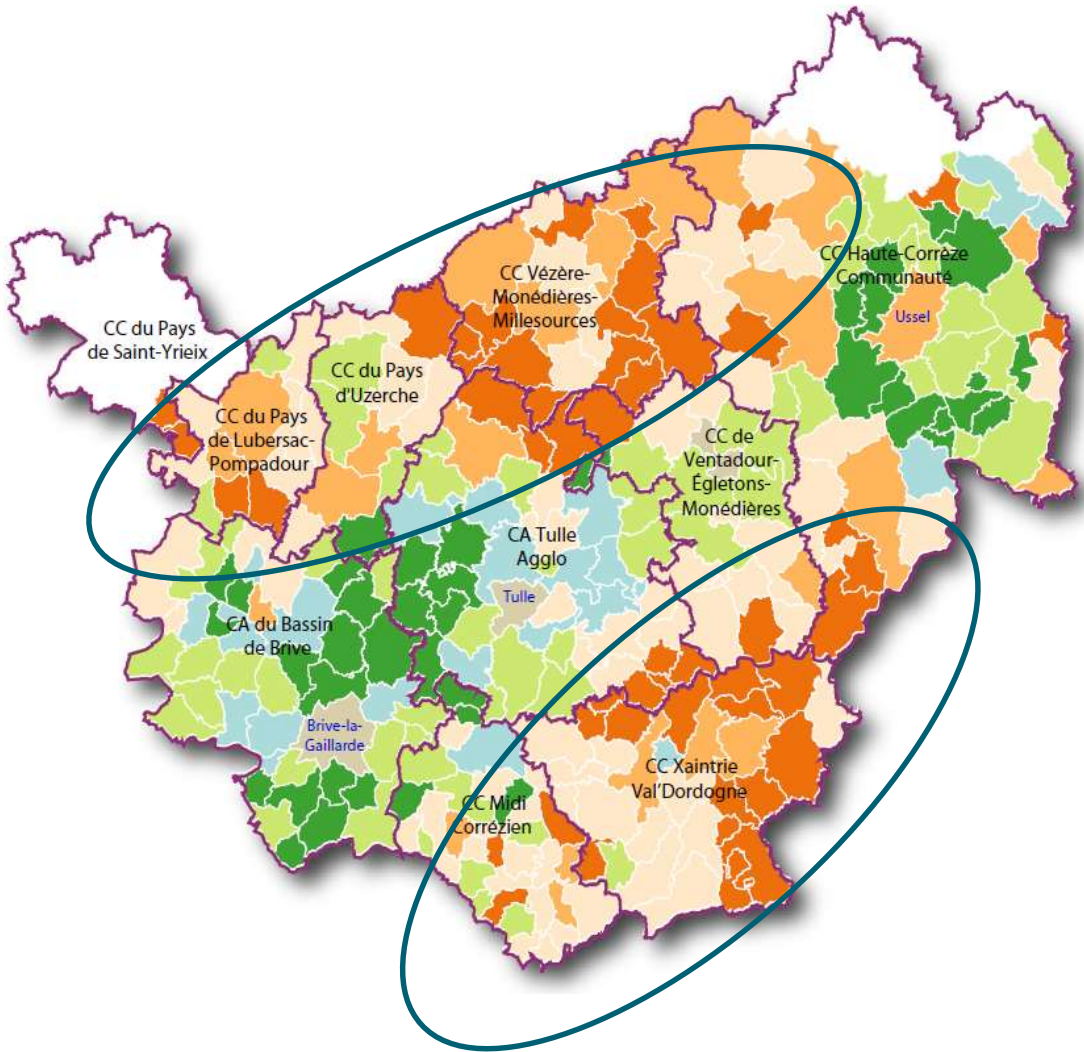 CC Vézère-
Monédières-
Millesources
CC Haute-Corrèze
Communauté
Ussel
CC du Pays
de Saint-Yrieix
CC du Pays
d'Uzerche
CC du Pays
de Lubersac-
Pompadour
CC de
Ventadour-
Égletons-
Monédières
CA Tulle
Agglo
Tulle
CA du Bassin
de Brive
Brive-la-
Gaillarde
CC Xaintrie
Val'Dordogne
CC Midi
Corrézien